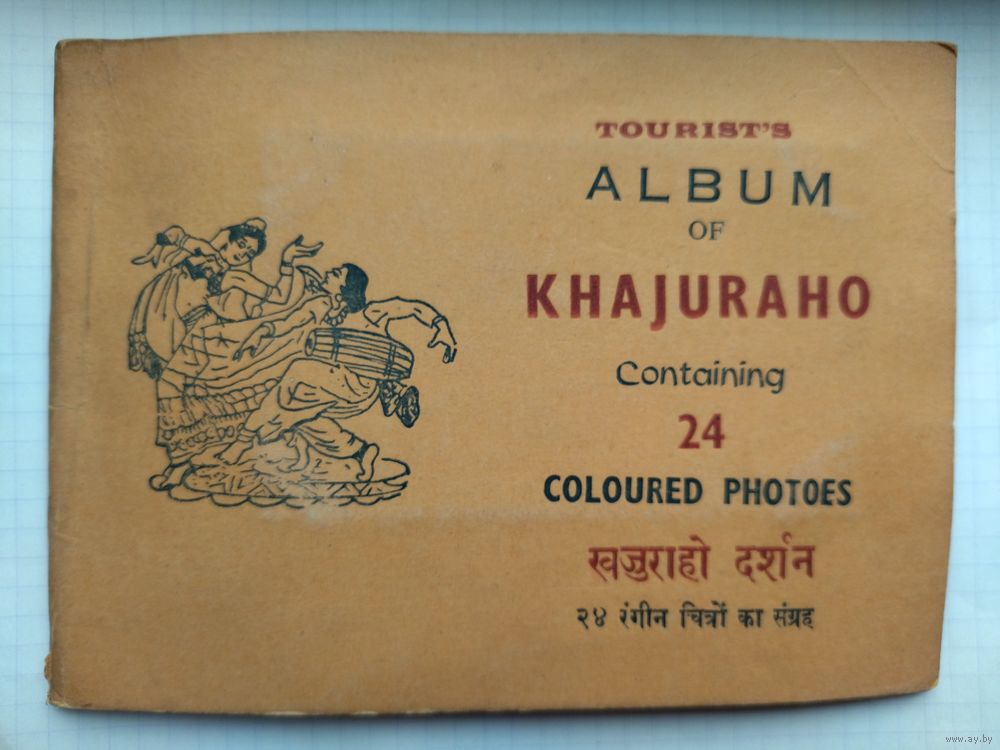 TOURIST'S
ALBUM
OF
KHAJURAHO
Containing
24
COLOURED PHOTOES
खजुराहो दर्शन
२४ रंगीन चित्रों का संग्रह
www.ay.by